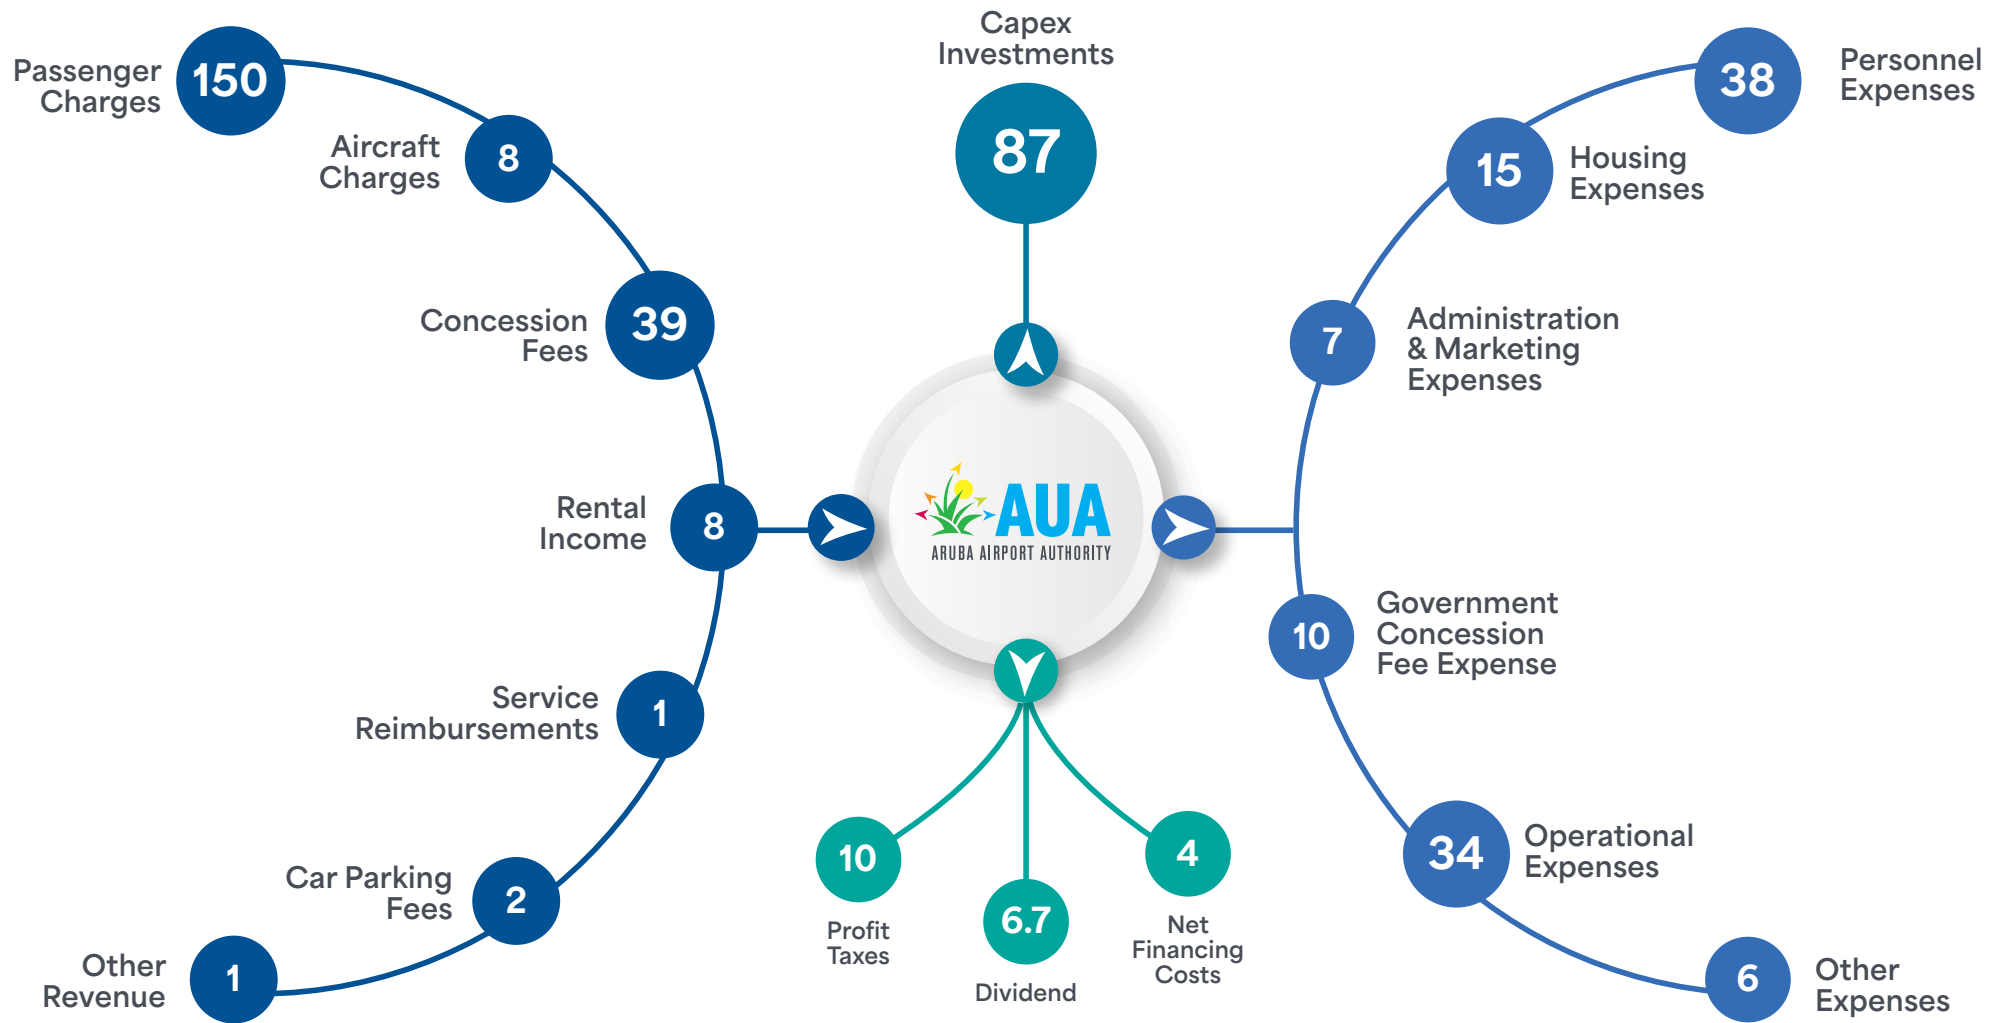 Passenger
Charges
150
Aircraft
Charges
8
Concession
Fees
39
Rental
Income
8
Service
Reimbursements
1
Car Parking
Fees
2
Other
Revenue
1
Capex
Investments
87
AUA
ARUBA AIRPORT AUTHORITY
10
Profit
Taxes
6.7
Dividend
4
Net
Financing
Costs
38
Personnel
Expenses
15
Housing
Expenses
7
Administration
& Marketing
Expenses
10
Government
Concession
Fee Expense
34
Operational
Expenses
6
Other
Expenses